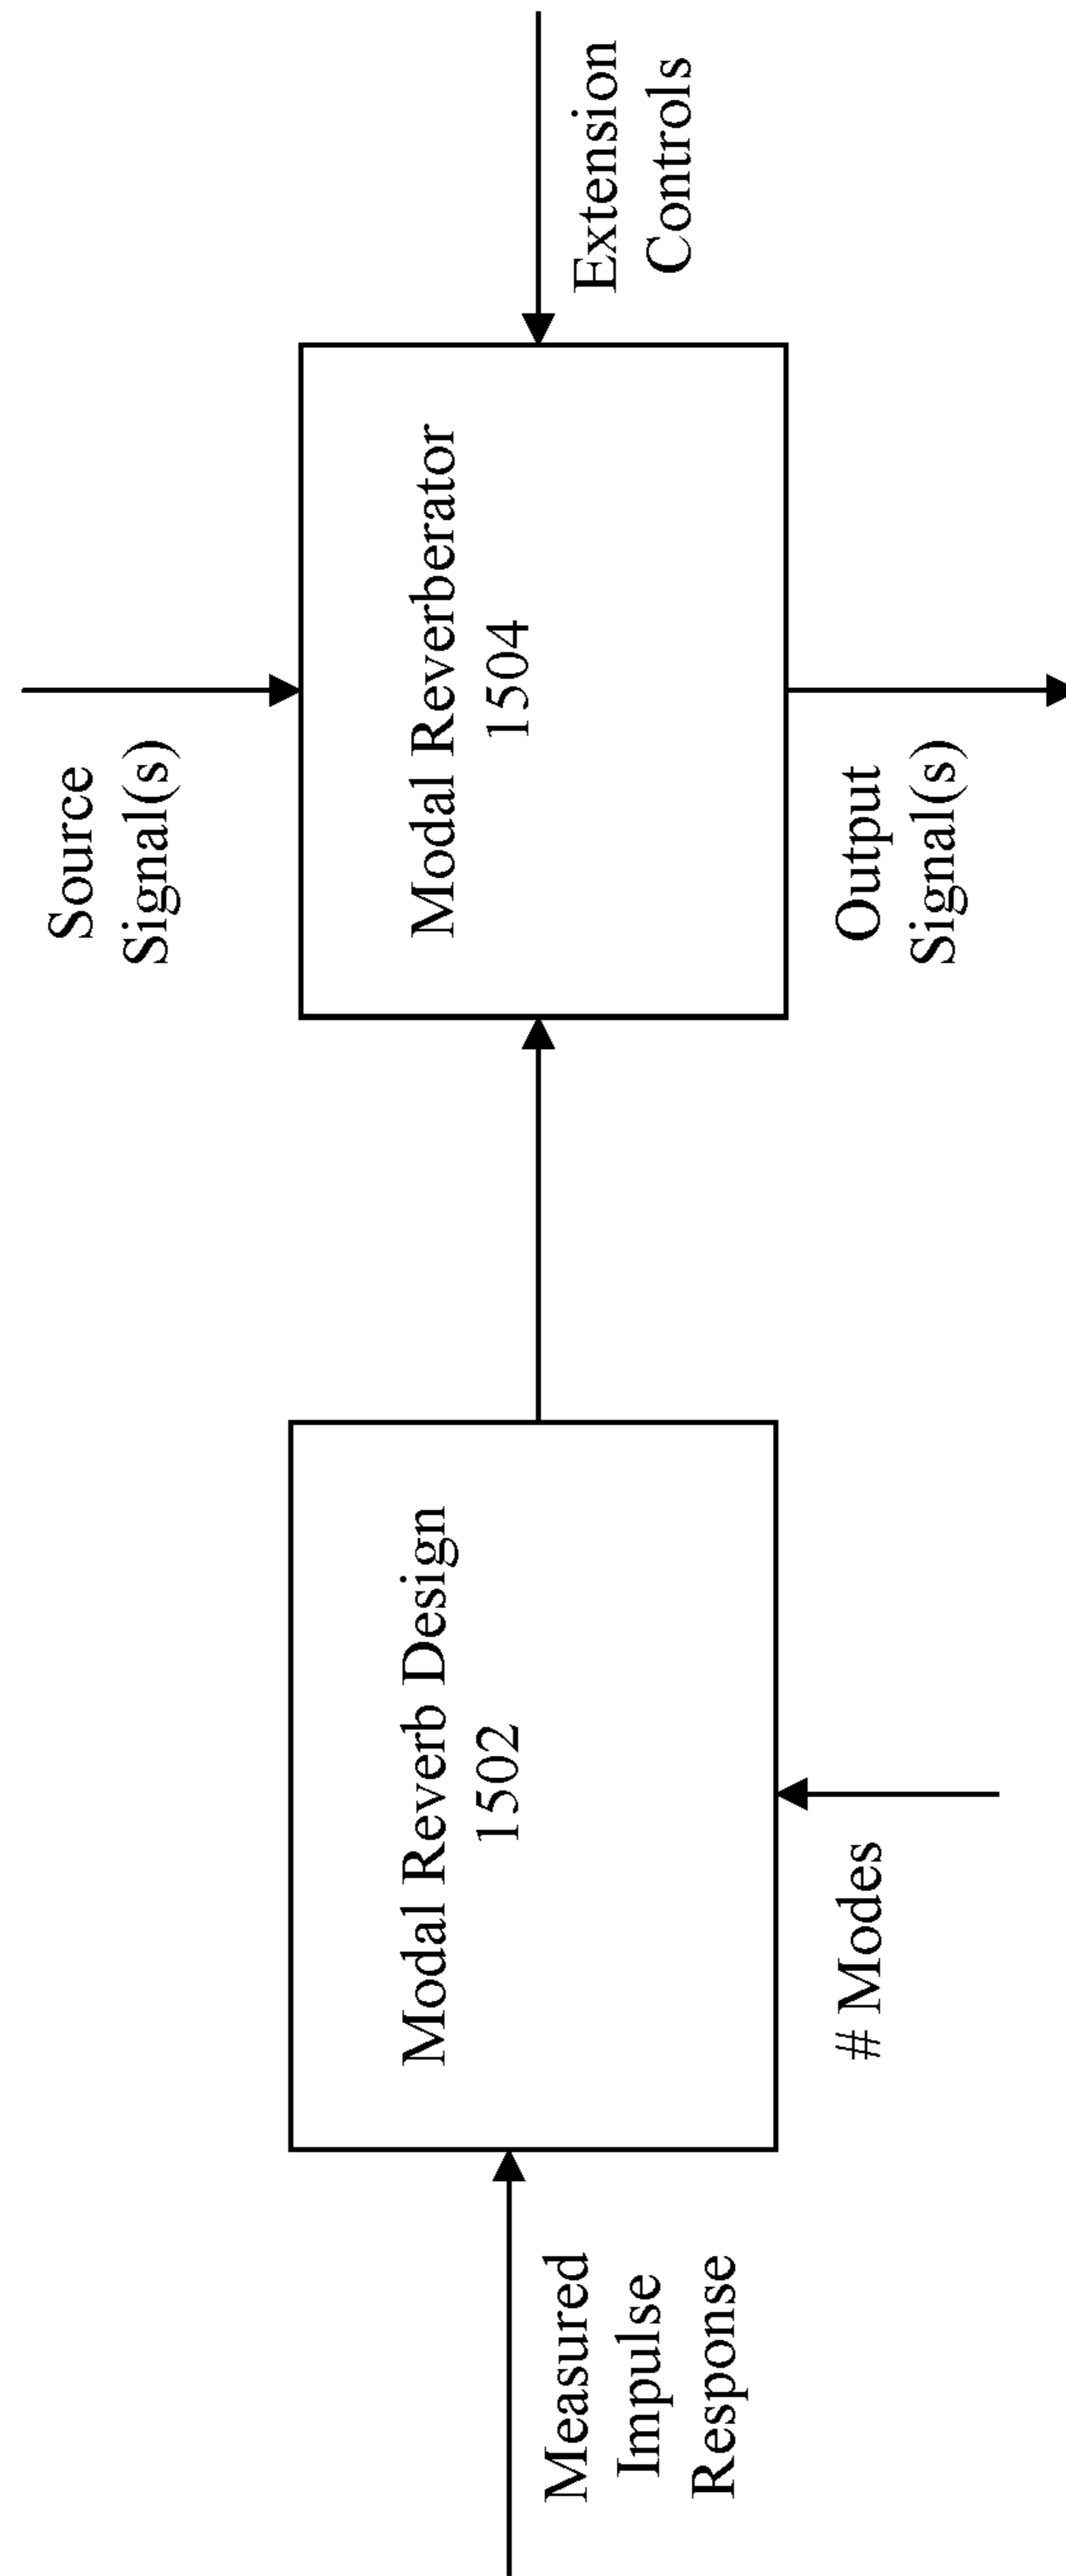 Measured
Impulse
Response
Modal Reverb Design
1502
# Modes
Source
Signal(s)
Modal Reverberator
1504
Output
Signal(s)
Extension
Controls